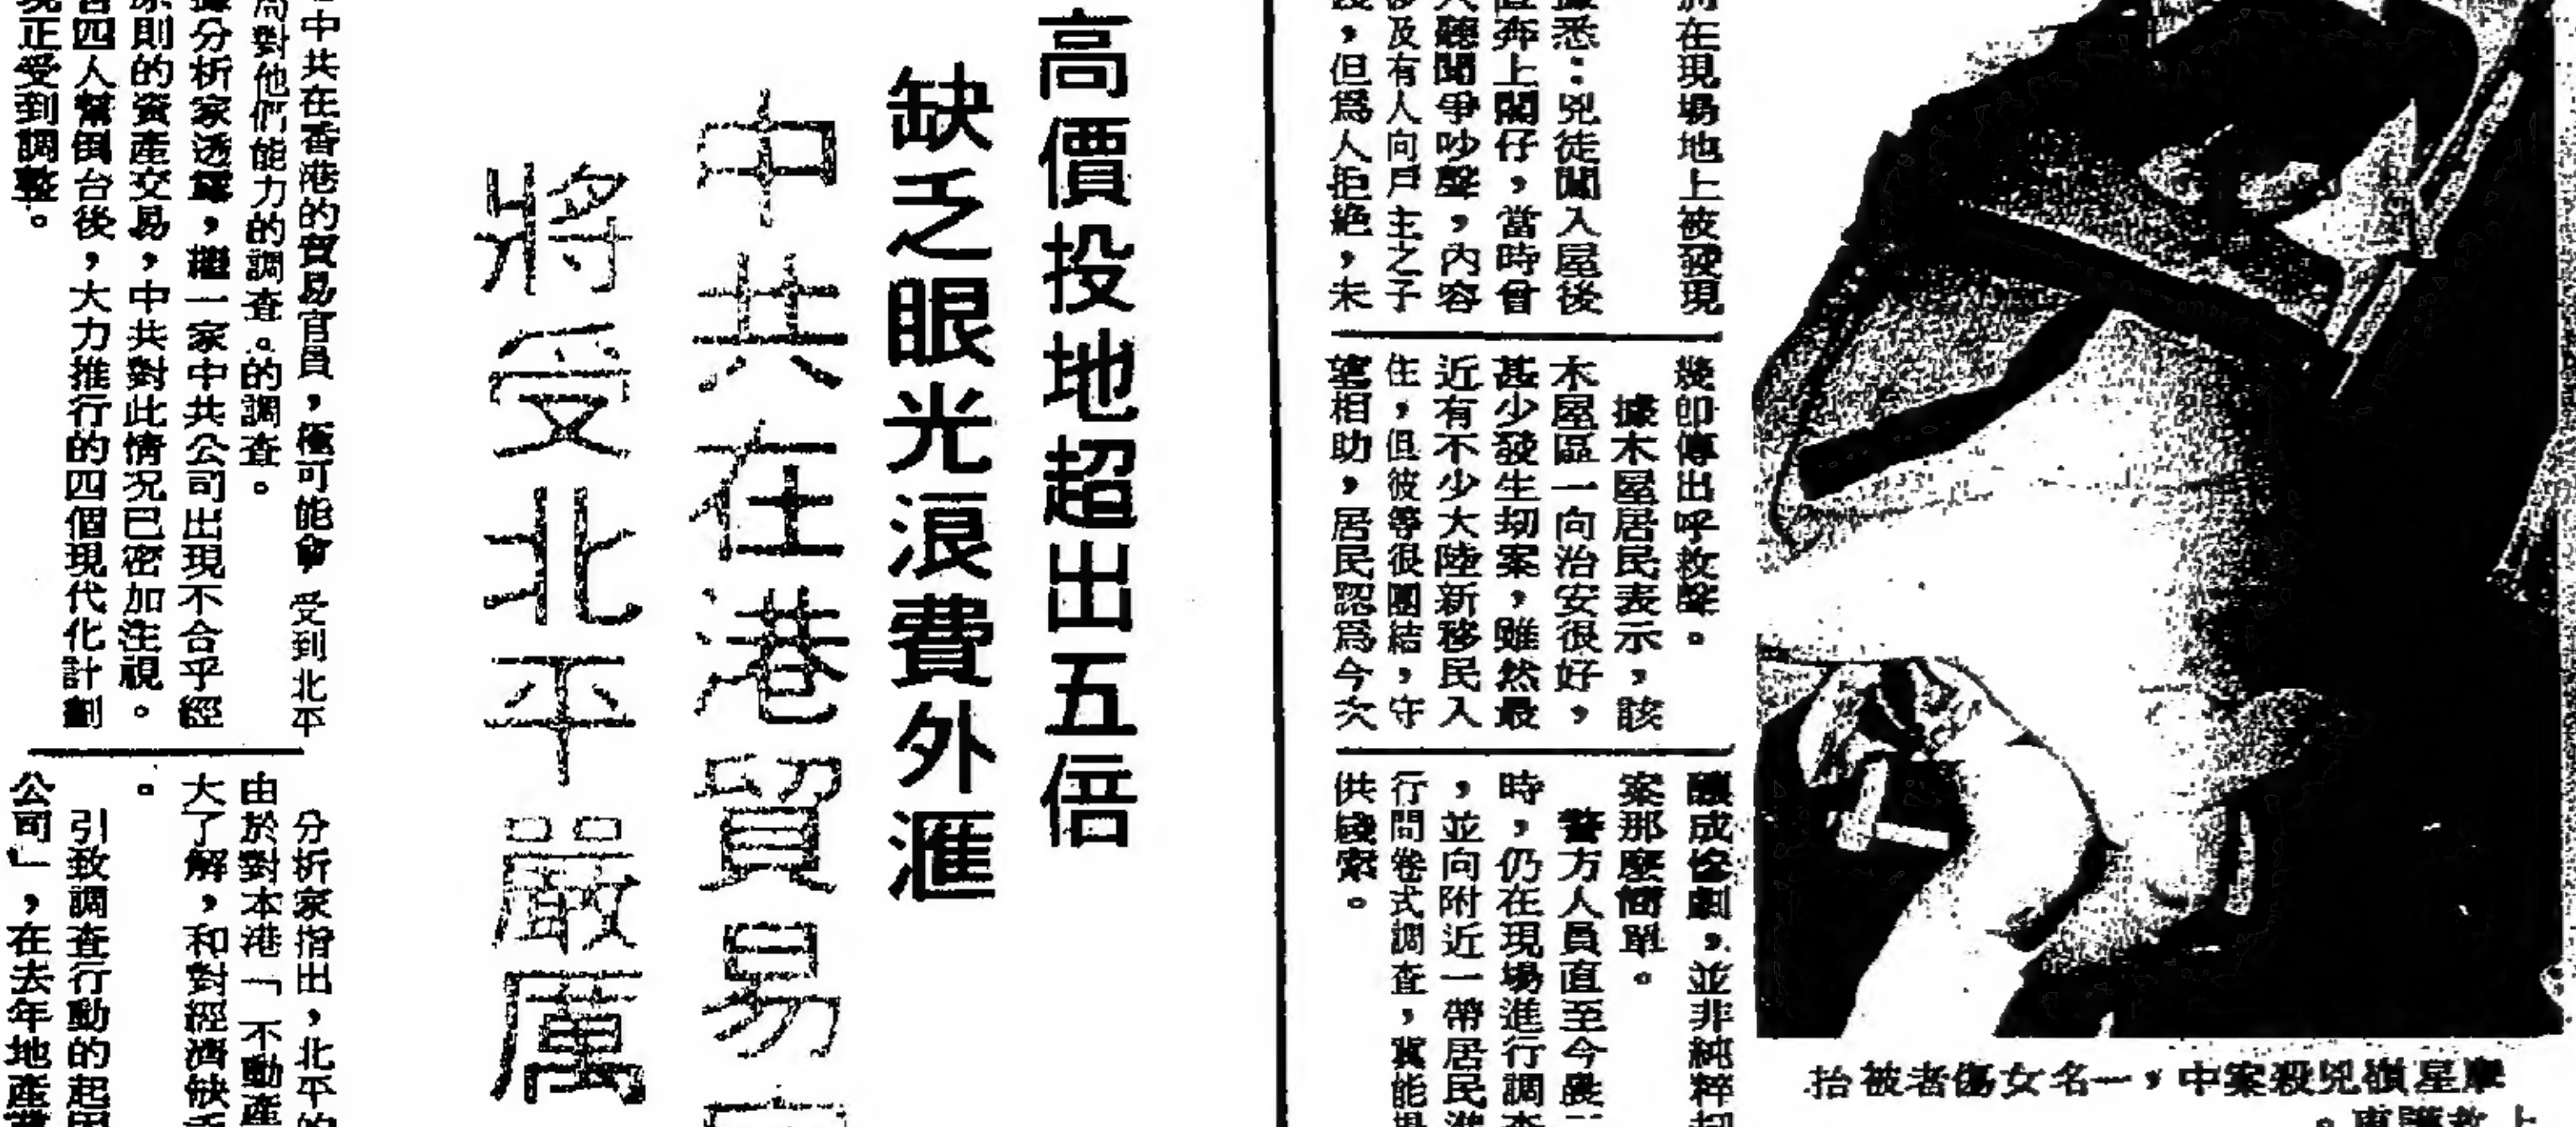 摩星嶺兇殺案中，一名女傷者被抬
上救護車。
將在現場地上被發現
據悉：兇徒闖入屋後
直奔上閣仔，當時曾
人聽聞爭吵聲，內容
涉及有人向戶主之子
，但爲人拒絕，未
幾卽傳出呼救聲。
據木屋居民表示，該
木屋區一向治安很好，
甚少發生刼案，雖然最
近有不少大陸新移民入
住，但彼等很團結，守
望相助，居民認爲今次
釀成慘劇，並非純粹刼
案那麼簡單。
警方人員直至今晨
時，仍在現場進行調查
，並向附近一帶居民進
行問卷式調查，冀能提
供綫索。
高價投地超出五倍
缺乏眼光浪費外滙
中共在港貿易官
將受北平嚴厲
中共在香港的貿易官員，極可能會受到北平
對他們能力的調查。的調查。
據分析家透露，繼一家中共公司出現不合乎經
原則的資產交易，中共對此情況已密加注視。
四人幫倒台後，大力推行的四個現代化計劃
現正受到調整。
分析家指出，北平的
由於對本港「不動產
大了解，和對經濟缺乏
。
引致調查行動的起因
公司」，在去年地產